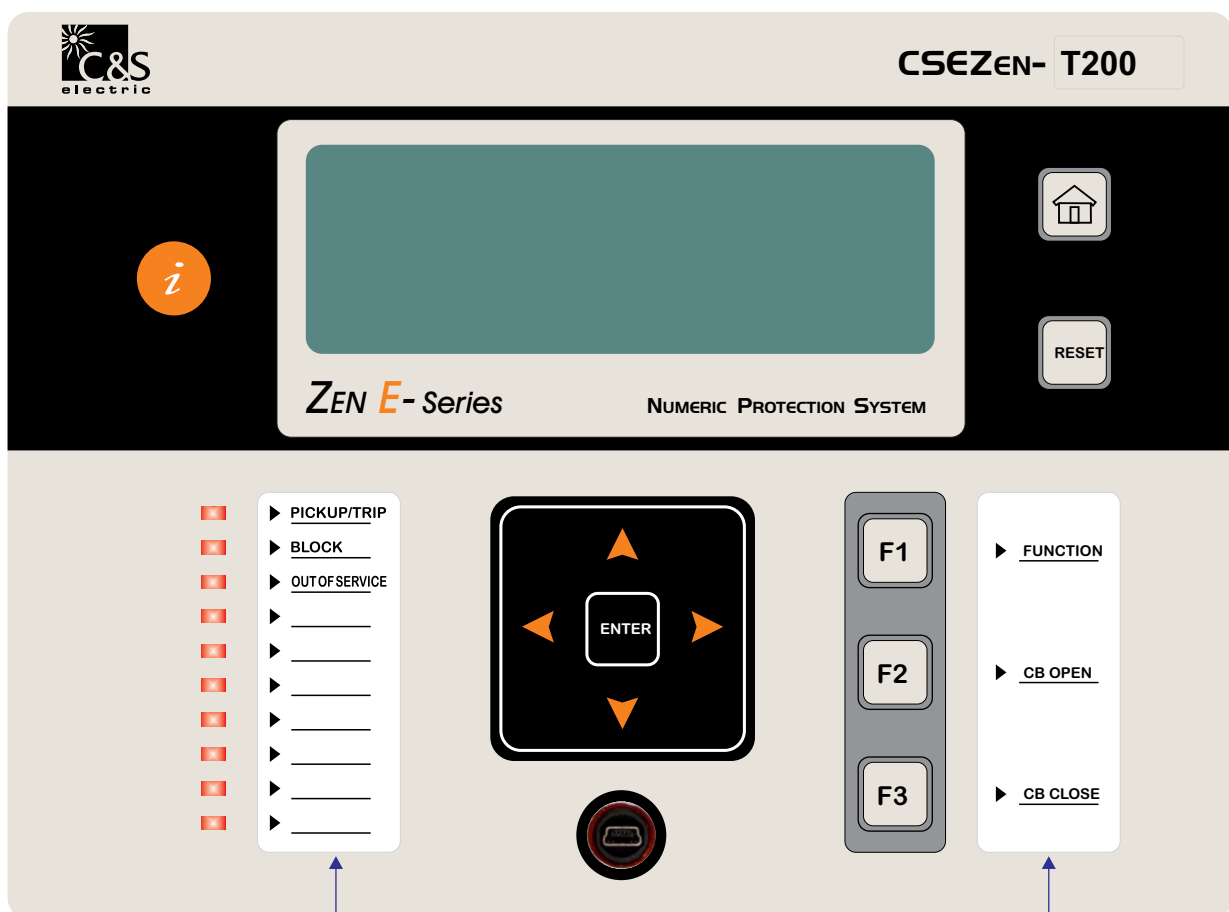 C&S
electric
CSEZEN- T200
i
RESET
ZEN E- Series
NUMERIC PROTECTION SYSTEM
PICKUP/TRIP
BLOCK
OUT OF SERVICE
ENTER
F1
F2
F3
FUNCTION
CB OPEN
CB CLOSE